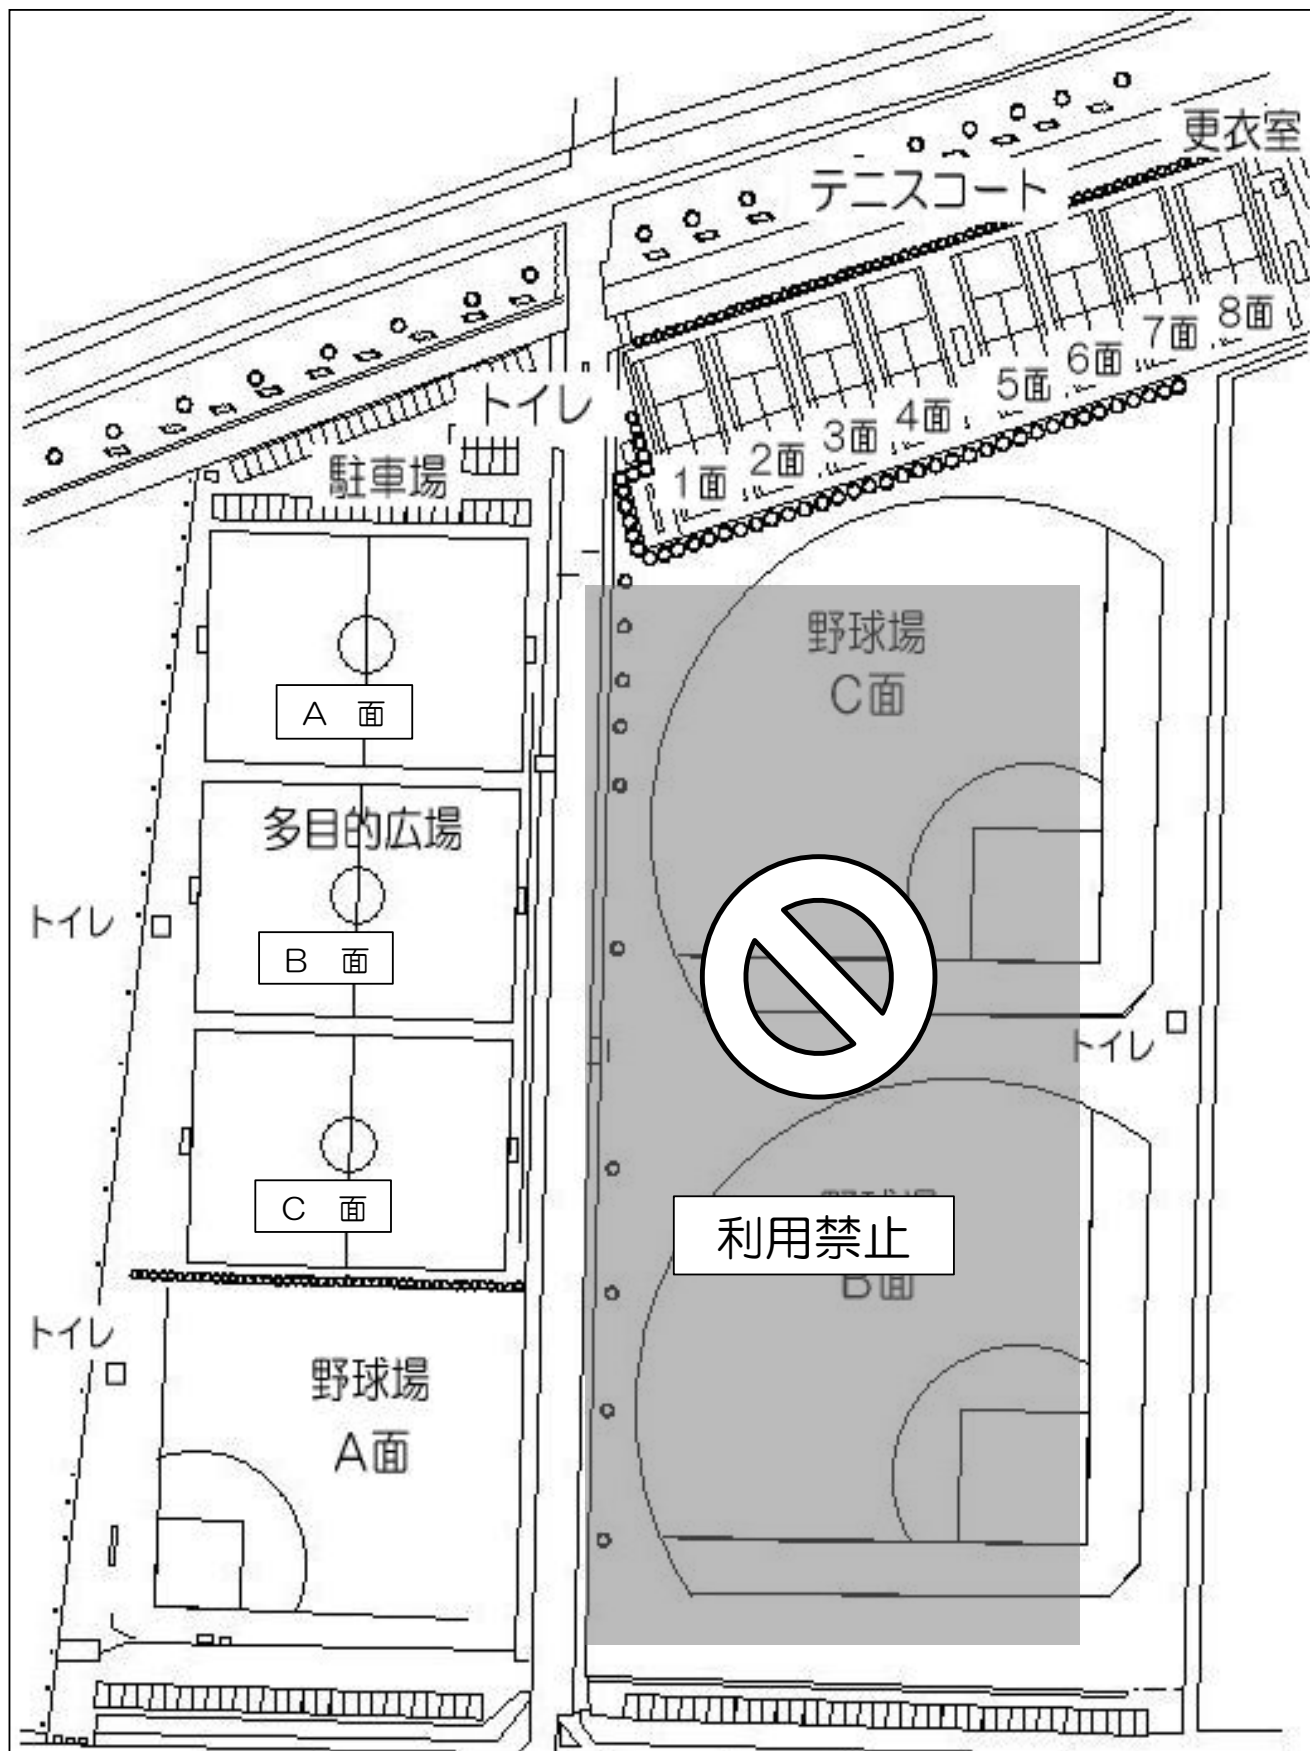 更衣室
テニスコート
8面
7面
6面
5面
4面
3面
2面
1面
トイレ
駐車場
野球場
C面
A 面
多目的広場
トイレ
B 面
トイレ
C 面
利用禁止
B面
トイレ
野球場
A面